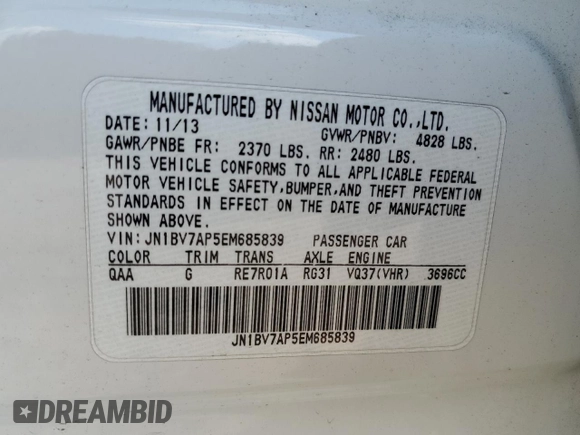 MANUFACTURED BY NISSAN MOTOR CO.,LTD.
DATE: 11/13 GVWR/PNBV: 4828 LBS.
GAWR/PNBE FR: 2370 LBS. RR: 2480 LBS.
THIS VEHICLE CONFORMS TO ALL APPLICABLE FEDERAL
MOTOR VEHICLE SAFETY,BUMPER,AND THEFT PREVENTION
STANDARDS IN EFFECT ON THE DATE OF MANUFACTURE
SHOWN ABOVE.
VIN: JN1BV7AP5EM685839 PASSENGER CAR
COLOR TRIM TRANS AXLE ENGINE
QAA G RE7R01A RG31 VQ37(VHR) 3696CC
JN1BV7AP5EM685839
DREAMBID